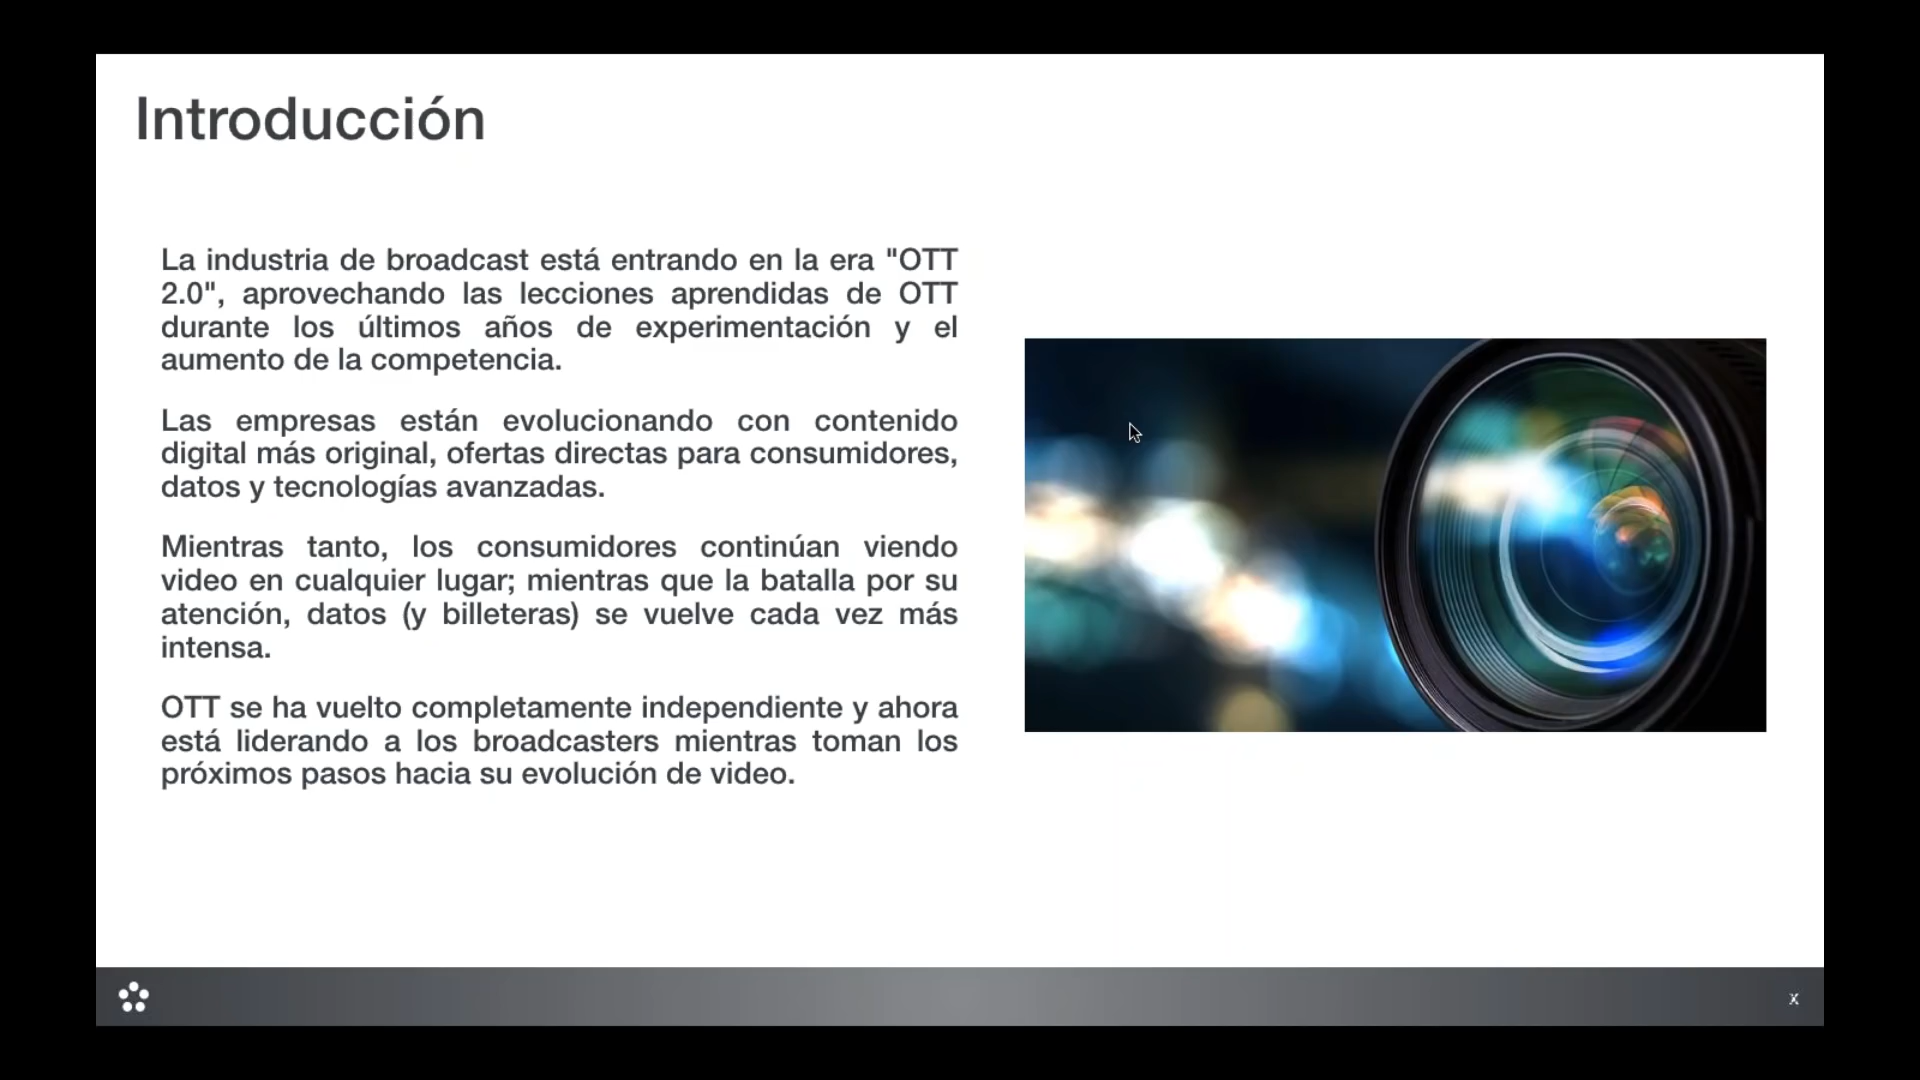 Introducción
La industria de broadcast está entrando en la era "OTT
2.0", aprovechando las lecciones aprendidas de OTT
durante los últimos años de experimentación y el
aumento de la competencia.
Las empresas están evolucionando con contenido
digital más original, ofertas directas para consumidores,
datos y tecnologías avanzadas.
Mientras tanto, los consumidores continúan viendo
video en cualquier lugar; mientras que la batalla por su
atención, datos (y billeteras) se vuelve cada vez más
intensa.
OTT se ha vuelto completamente independiente y ahora
está liderando a los broadcasters mientras toman los
próximos pasos hacia su evolución de video.
x